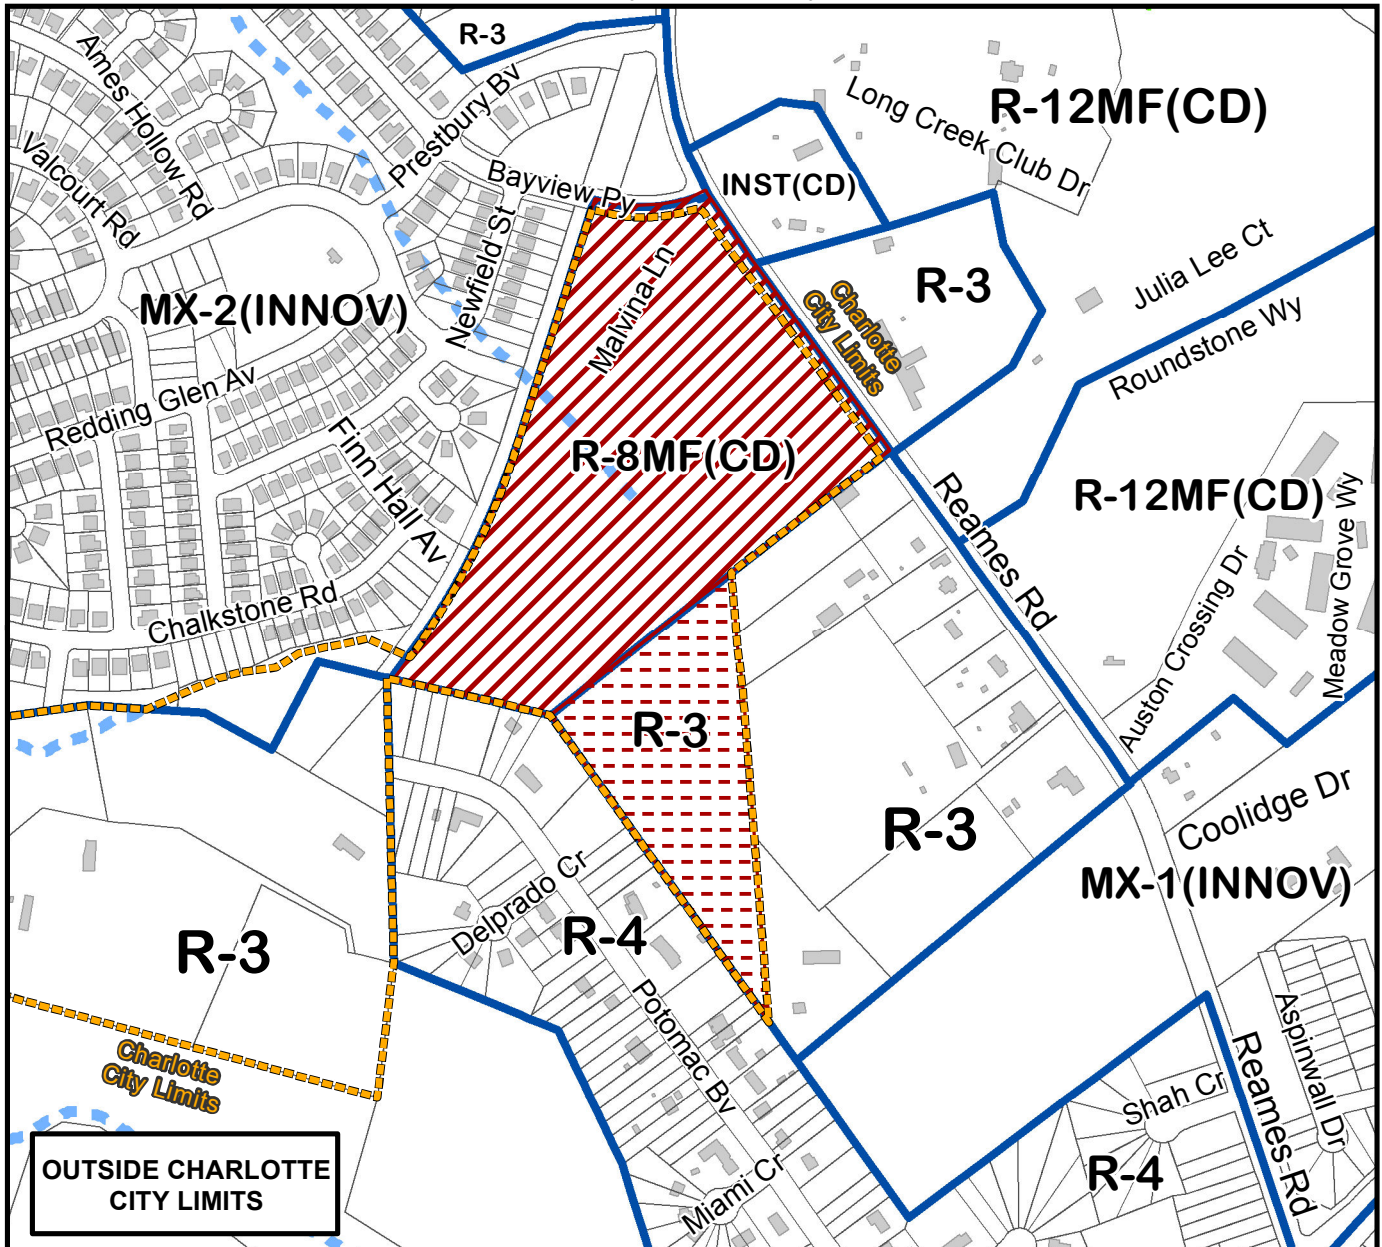 R-3
Ames Hollow Rd
Prestbury Bv
Long Creek Club Dr
R-12MF(CD)
Valcourt Rd
Bayview Py
INST(CD)
Newfield St
Malvina Ln
Julia Lee Ct
R-3
MX-2(INNOV)
Charlotte
City Limits
Roundstone Wy
Redding Glen Av
Finn Hall Av
R-8MF(CD)
Reames Rd
R-12MF(CD)
Meadow Grove Wy
Auston Crossing Dr
Chalkstone Rd
R-3
R-3
Coolidge Dr
MX-1(INNOV)
Delprado Cr
R-4
R-3
Potomac Bv
Aspinwall Dr
Reames Rd
Charlotte
City Limits
Shah Cr
R-4
Miami Cr
OUTSIDE CHARLOTTE
CITY LIMITS